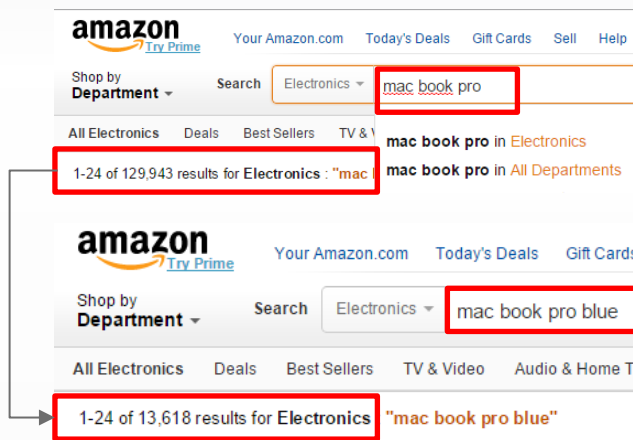 amazon
Try Prime
Your Amazon.com Today's Deals Gift Cards Sell Help
Shop by
Department
Search Electronics mac book pro
All Electronics Deals Best Sellers TV &
mac book pro in Electronics
1-24 of 129,943 results for Electronics : "mac
mac book pro in All Departments
amazon
Try Prime
Your Amazon.com Today's Deals Gift Cards
Shop by
Department
Search Electronics mac book pro blue
All Electronics Deals Best Sellers TV & Video Audio & Home T
1-24 of 13,618 results for Electronics "mac book pro blue"